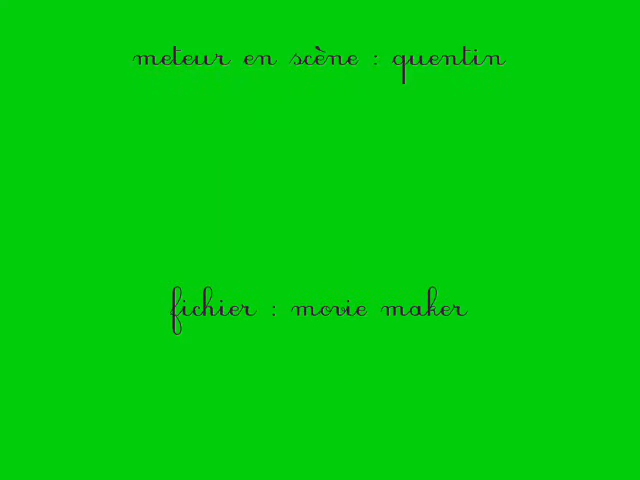 meteur en scène : quentin
fichier : movie maker